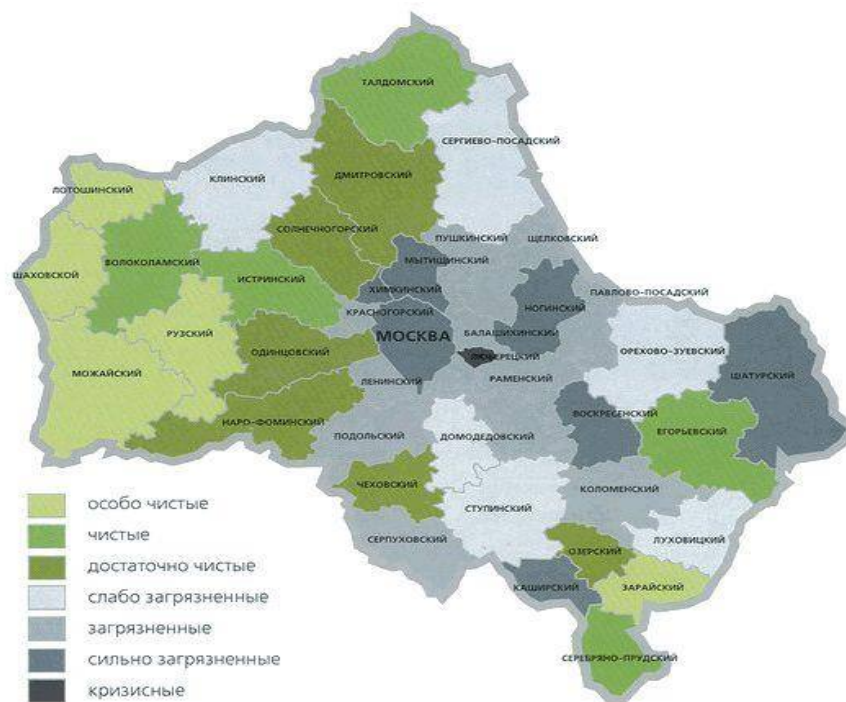 ТАЛДОМСКИЙ
СЕРГИЕВО-ПОСАДСКИЙ
КЛИНСКИЙ
ДМИТРОВСКИЙ
ЛОТОШИНСКИЙ
СОЛНЕЧНОГОРСКИЙ
ПУШКИНСКИЙ
ЩЕЛКОВСКИЙ
ВОЛОКОЛАМСКИЙ
МЫТИЩИНСКИЙ
ШАХОВСКОЙ
ИСТРИНСКИЙ
ХИМКИНСКИЙ
ПАВЛОВО-ПОСАДСКИЙ
НОГИНСКИЙ
КРАСНОГОРСКИЙ
РУЗСКИЙ
МОСКВА
БАЛАШИХИНСКИЙ
ОДИНЦОВСКИЙ
ЛЮБЕРЕЦКИЙ
ОРЕХОВО-ЗУЕВСКИЙ
МОЖАЙСКИЙ
ЛЕНИНСКИЙ
РАМЕНСКИЙ
ШАТУРСКИЙ
ВОСКРЕСЕНСКИЙ
НАРО-ФОМИНСКИЙ
ЕГОРЬЕВСКИЙ
ПОДОЛЬСКИЙ
ДОМОДЕДОВСКИЙ
ЧЕХОВСКИЙ
КОЛОМЕНСКИЙ
СТУПИНСКИЙ
СЕРПУХОВСКИЙ
ЛУХОВИЦКИЙ
ОЗЕРСКИЙ
КАШИРСКИЙ
ЗАРАЙСКИЙ
СЕРЕБРЯНО-ПРУДСКИЙ
особо чистые
чистые
достаточно чистые
слабо загрязненные
загрязненные
сильно загрязненные
кризисные